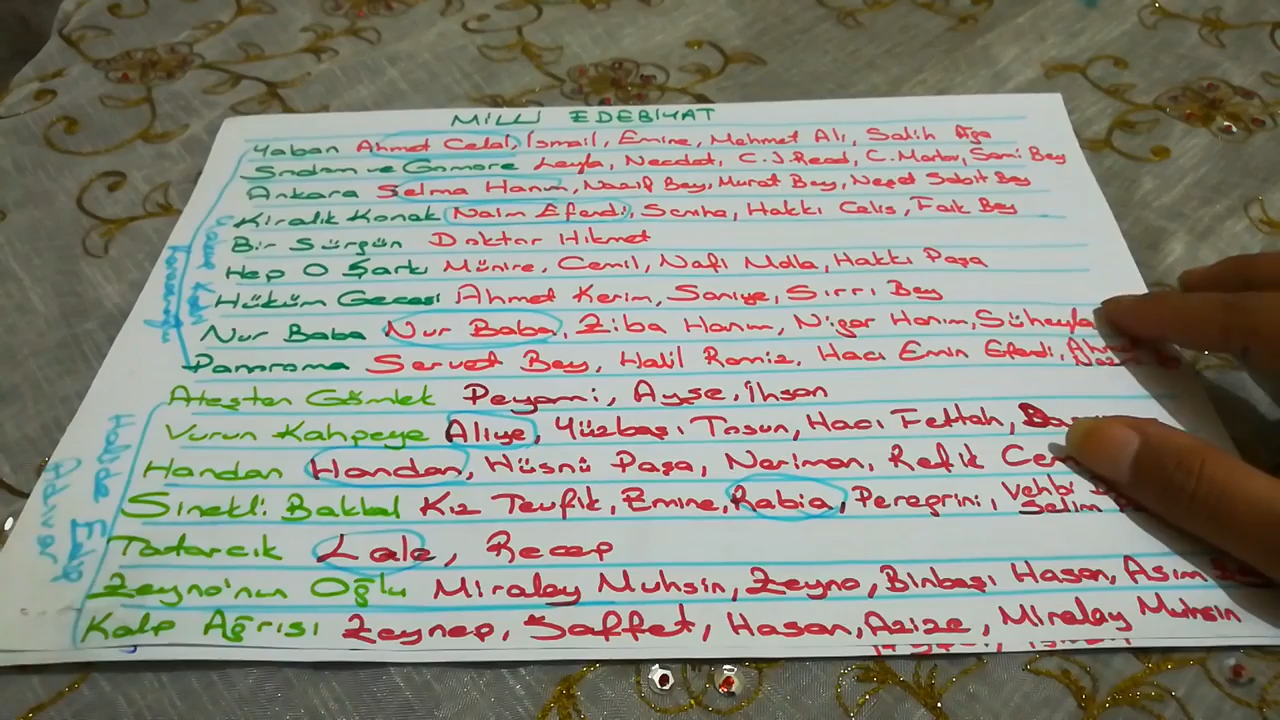 MİLLİ EDEBİYAT
Yaban Ahmet Celal, İsmail, Emine, Mehmet Ali, Salih Ağa
Sodom ve Gomore Leyla, Necdet, C.J.Read, C. Marlov, Sami Bey
Ankara Selma Hanım, Nazif Bey, Murat Bey, Neşet Sabit Bey
Kiralık Konak Naim Efendi, Seniha, Hakkı Celis, Faik Bey
Bir Sürgün Doktor Hikmet
Hep O Şarkı Münire, Cemil, Nafi Molla, Hakkı Paşa
Hüküm Gecesi Ahmet Kerim, Samiye, Sırrı Bey
Nur Baba Nur Baba, Ziba Hanım, Nigar Hanım, Süheyla
Panorama Servet Bey, Halil Ramiz, Hacı Emin Efendi,
Yakup Kadri
Karaosmanoğlu
Ateşten Gömlek Peyami, Ayşe, İhsan
Vurun Kahpeye Aliye, Yüzbaşı Tosun, Hacı Fettah,
Handan Handan, Hüsnü Paşa, Neriman, Refik Cem
Sinekli Bakkal Kız Tevfik, Emine, Rabia, Peregrini, Vehbi
Selim
Tatarcık Lale, Recep
Zeyno'nun Oğlu Miralay Muhsin, Zeyno, Binbaşı Hasan, Asım
Kalp Ağrısı Zeynep, Saffet, Hasan, Azize, Miralay Muhsin
Halide Edip
Adıvar